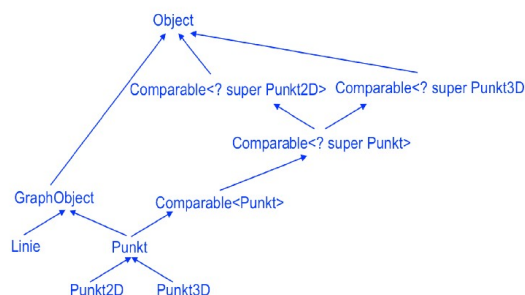 Object
Comparable<? super Punkt2D>
Comparable<? super Punkt3D
Comparable<? super Punkt>
GraphObject
Comparable<Punkt>
Linie
Punkt
Punkt2D
Punkt3D